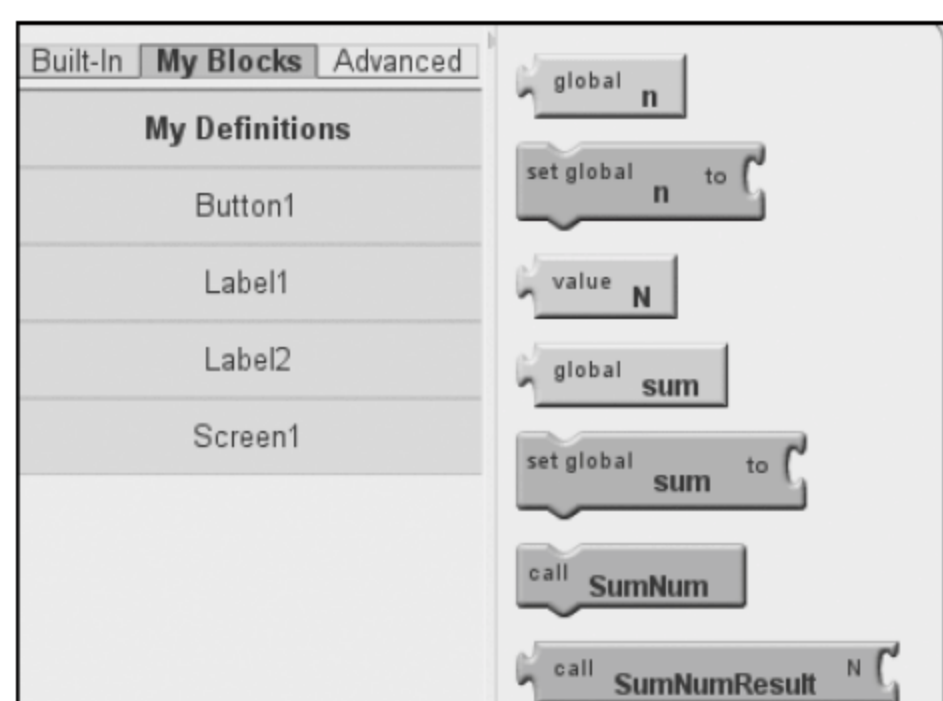 Built-In My Blocks Advanced
My Definitions
Button1
Label1
Label2
Screen1
global n
set global n to
value N
global sum
set global sum to
call SumNum
call SumNumResult N